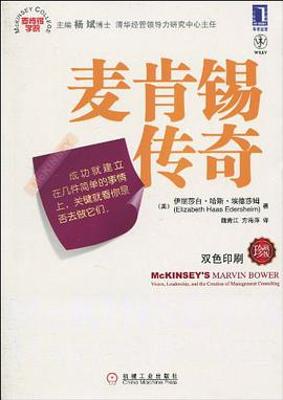 McKINSEY COLLEGE
麦肯锡
学院
主编 杨斌博士 清华经管领导力研究中心主任
华章经管
WILEY
麦肯锡
传奇
成功就建立
在几件简单的事情
上，关键就看你是
否去做它们。
（美）伊丽莎白·哈斯·埃德莎姆 著
(Elizabeth Haas Edersheim)
魏青江 方海萍 译
双色印刷
珍藏版
McKINSEY'S MARVIN BOWER
Vision, Leadership, and the Creation of Management Consulting
机械工业出版社
China Machine Press